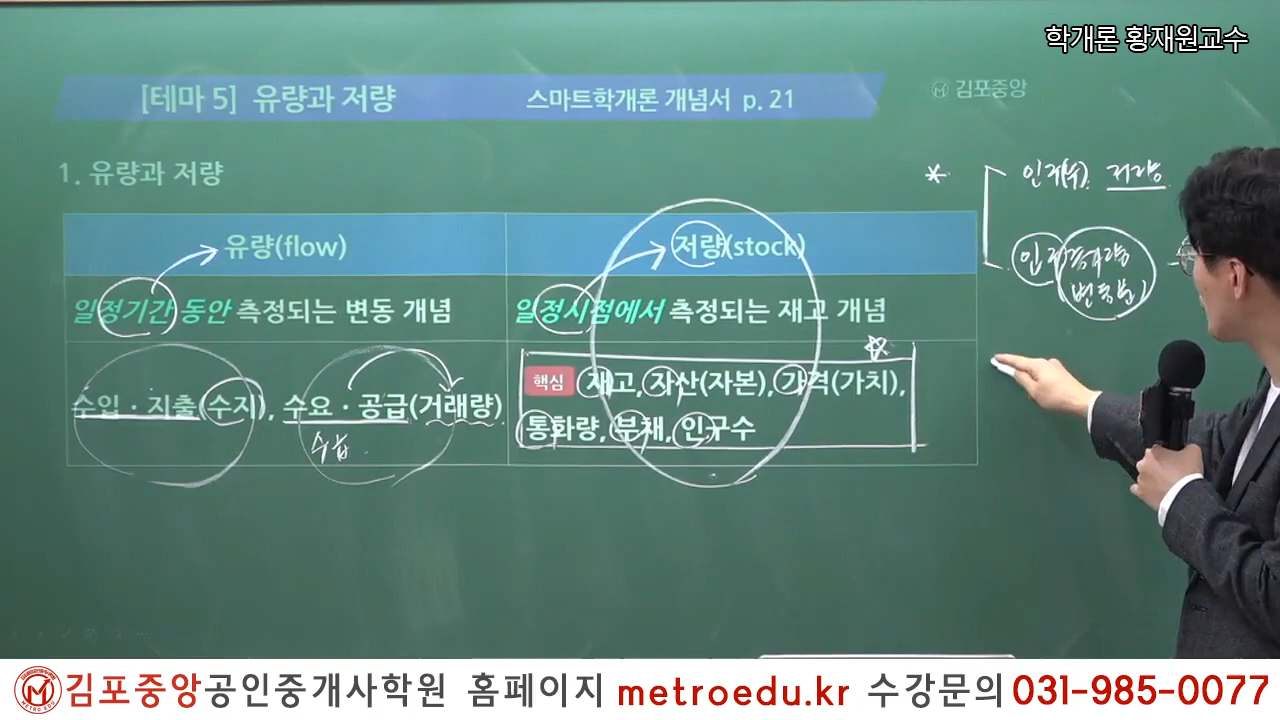 학개론 황재원교수
[테마 5] 유량과 저량 스마트학개론 개념서 p. 21
김포중앙
1. 유량과 저량
유량(flow) 저량(stock)
일정기간 동안 측정되는 변동 개념
일정시점에서 측정되는 재고 개념
수입·지출(수지), 수요·공급(거래량)
수급
핵심 재고, 자산(자본), 가격(가치),
통화량, 부채, 인구수
* 인구(수). 저량
변동분
김포중앙공인중개사학원 홈페이지 metroedu.kr 수강문의 031-985-0077